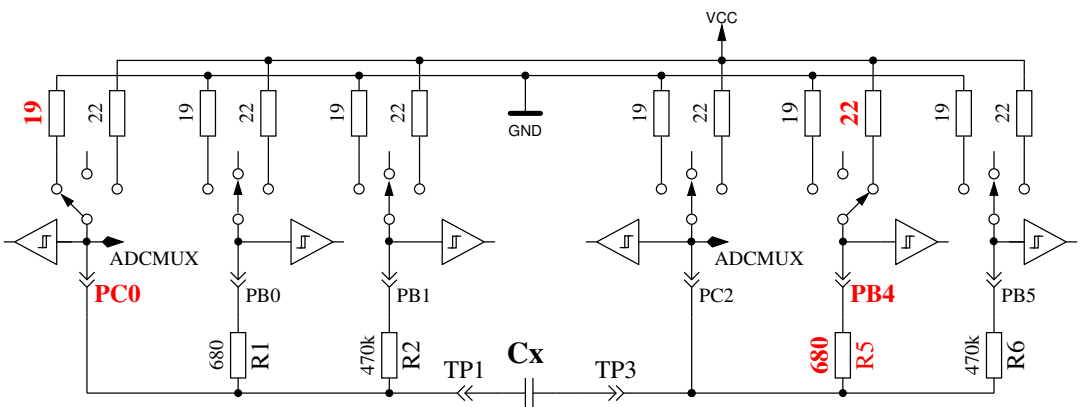 VCC
19
22
19
22
19
22
GND
19
22
19
22
19
22
ADCMUX
ADCMUX
PC0
PB0
PB1
PC2
PB4
PB5
680
R1
470k
R2
TP1
Cx
TP3
680
R5
470k
R6